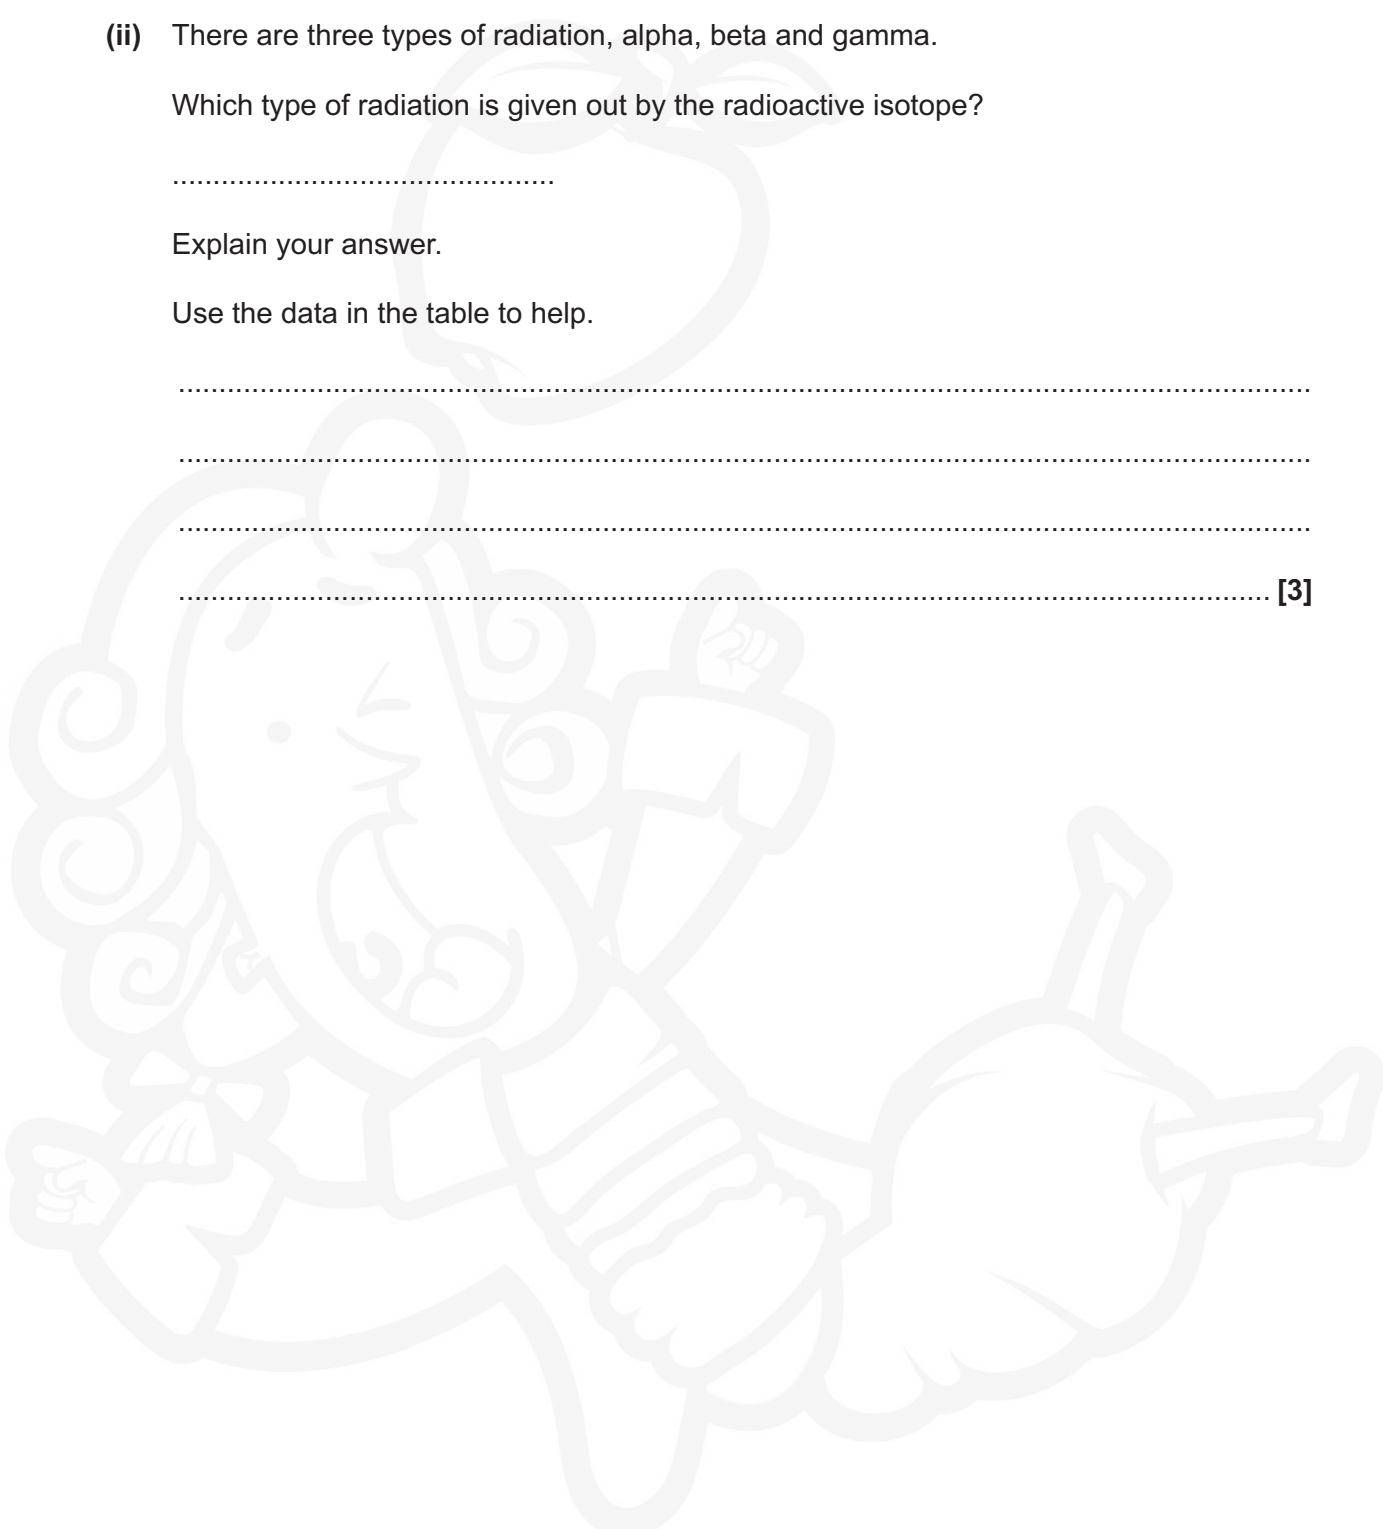 (ii) There are three types of radiation, alpha, beta and gamma.
Which type of radiation is given out by the radioactive isotope?
...............................................
Explain your answer.
Use the data in the table to help.
...........................................................................................................................................
...........................................................................................................................................
...........................................................................................................................................
...................................................................................................................................... [3]